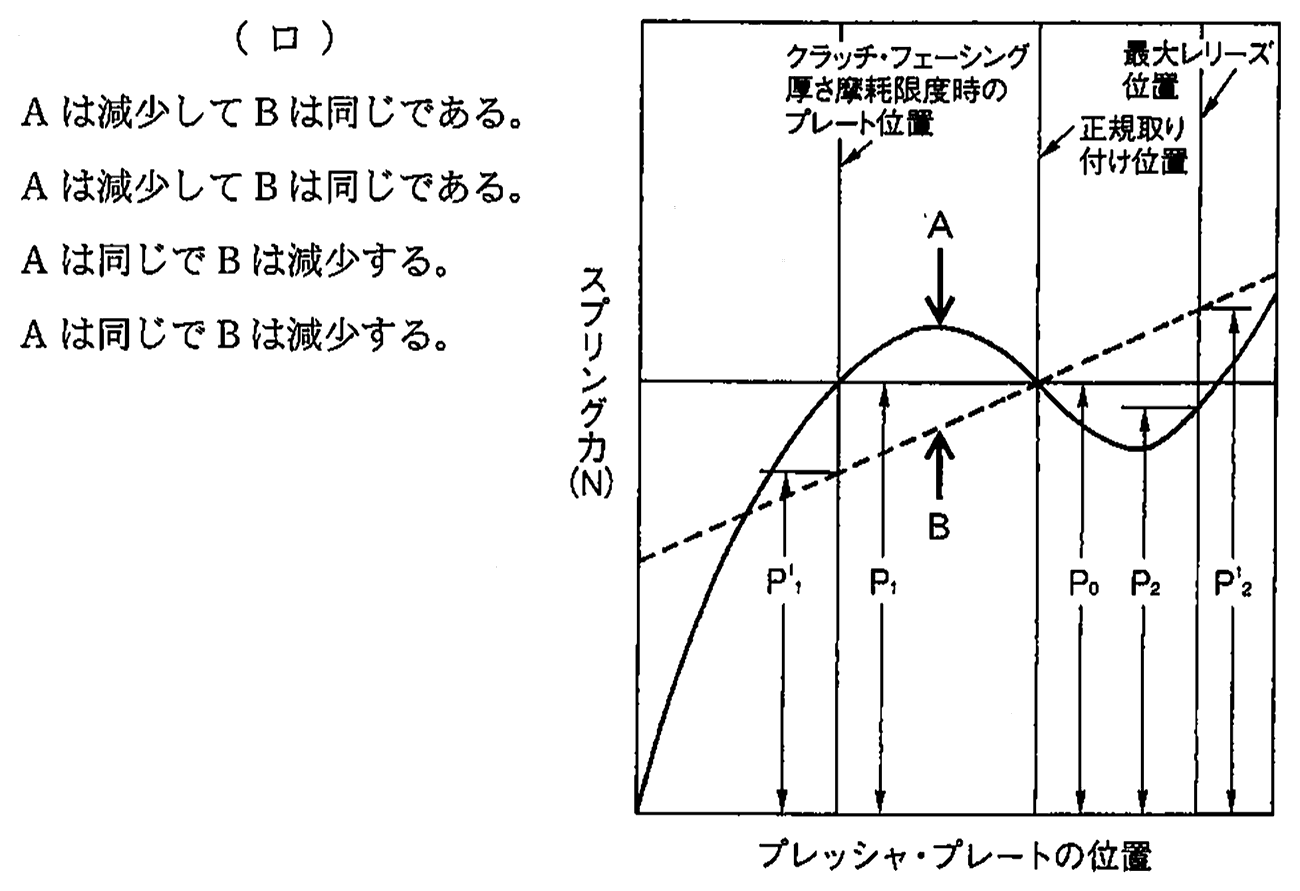 （ロ）
A は減少して B は同じである。
A は減少して B は同じである。
A は同じで B は減少する。
A は同じで B は減少する。
クラッチ・フェーシング
厚さ摩耗限度時の
プレート位置
最大レリーズ
位置
正規取り
付け位置
A
B
スプリング力(N)
P'₁
P₁
P₀
P₂
P'₂
プレッシャ・プレートの位置